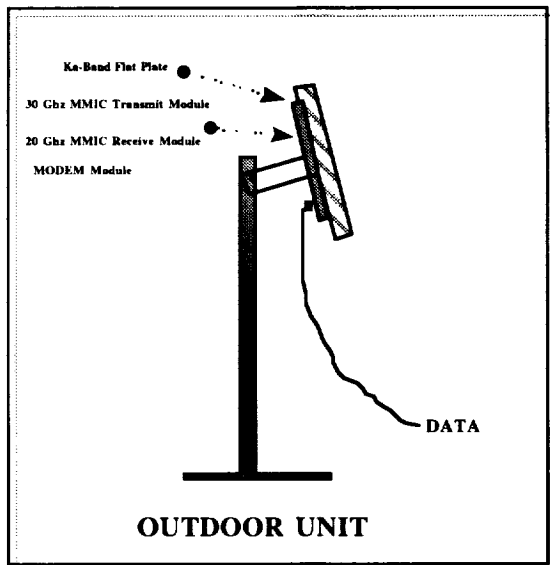 Ka-Band Flat Plate
30 Ghz MMIC Transmit Module
20 Ghz MMIC Receive Module
MODEM Module
DATA
OUTDOOR UNIT